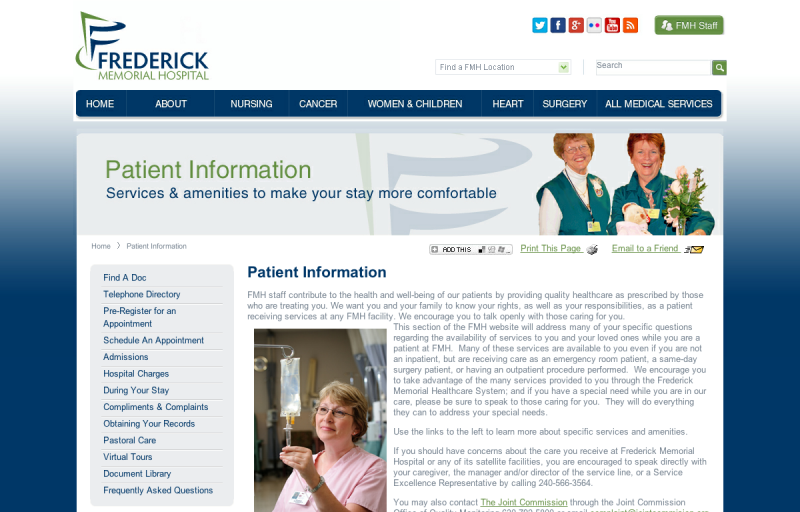 FREDERICK
MEMORIAL HOSPITAL
FMH Staff
Find a FMH Location
Search
HOME
ABOUT
NURSING
CANCER
WOMEN & CHILDREN
HEART
SURGERY
ALL MEDICAL SERVICES
Patient Information
Services & amenities to make your stay more comfortable
Home
Patient Information
ADD THIS
Print This Page
Email to a Friend
Find A Doc
Telephone Directory
Pre-Register for an
Appointment
Schedule An Appointment
Admissions
Hospital Charges
During Your Stay
Compliments & Complaints
Obtaining Your Records
Pastoral Care
Virtual Tours
Document Library
Frequently Asked Questions
Patient Information
FMH staff contribute to the health and well-being of our patients by providing quality healthcare as prescribed by those
who are treating you. We want you and your family to know your rights, as well as your responsibilities, as a patient
receiving services at any FMH facility. We encourage you to talk openly with those caring for you.
This section of the FMH website will address many of your specific questions
regarding the availability of services to you and your loved ones while you are a
patient at FMH.  Many of these services are available to you even if you are not
an inpatient, but are receiving care as an emergency room patient, a same-day
surgery patient, or having an outpatient procedure performed.  We encourage you
to take advantage of the many services provided to you through the Frederick
Memorial Healthcare System; and if you have a special need while you are in our
care, please be sure to speak to those caring for you.  They will do everything
they can to address your special needs.
Use the links to the left to learn more about specific services and amenities.
If you should have concerns about the care you receive at Frederick Memorial
Hospital or any of its satellite facilities, you are encouraged to speak directly with
your caregiver, the manager and/or director of the service line, or a Service
Excellence Representative by calling 240-566-3564.
You may also contact The Joint Commission through the Joint Commission